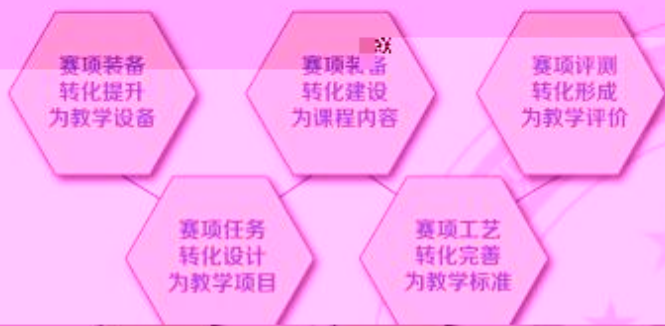 赛项装备
转化提升
为教学设备
赛项
转化建设
为课程内容
赛项评测
转化形成
为教学评价
赛项任务
转化设计
为教学项目
赛项工艺
转化完善
为教学标准